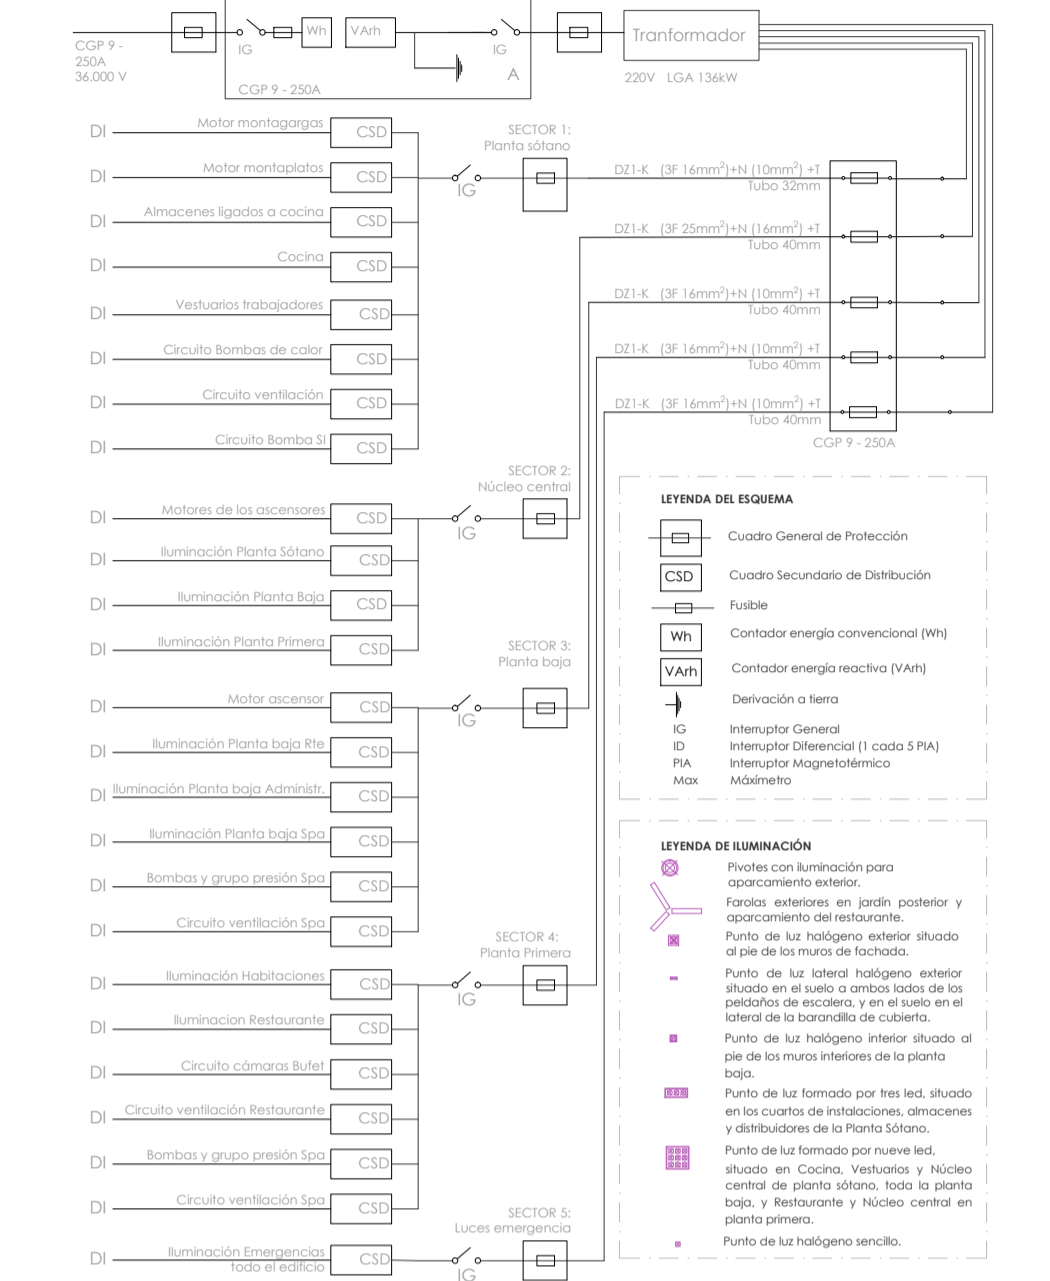 CGP 9 -
250A
36.000 V
IG
Wh
VArh
IG
A
CGP 9 - 250A
Tranformador
220V LGA 136kW
DI Motor montagargas CSD
DI Motor montaplatos CSD
DI Almacenes ligados a cocina CSD
DI Cocina CSD
DI Vestuarios trabajadores CSD
DI Circuito Bombas de calor CSD
DI Circuito ventilación CSD
DI Circuito Bomba SI CSD
IG
SECTOR 1:
Planta sótano
DZ1-K (3F 16mm²)+N (10mm²) +T
Tubo 32mm
DZ1-K (3F 25mm²)+N (16mm²) +T
Tubo 40mm
DZ1-K (3F 16mm²)+N (10mm²) +T
Tubo 40mm
DZ1-K (3F 16mm²)+N (10mm²) +T
Tubo 40mm
DZ1-K (3F 16mm²)+N (10mm²) +T
Tubo 40mm
CGP 9 - 250A
DI Motores de los ascensores CSD
DI Iluminación Planta Sótano CSD
DI Iluminación Planta Baja CSD
DI Iluminación Planta Primera CSD
IG
SECTOR 2:
Núcleo central
DI Motor ascensor CSD
DI Iluminación Planta baja Rte CSD
DI Iluminación Planta baja Administr. CSD
DI Iluminación Planta baja Spa CSD
DI Bombas y grupo presión Spa CSD
DI Circuito ventilación Spa CSD
IG
SECTOR 3:
Planta baja
DI Iluminación Habitaciones CSD
DI Iluminacion Restaurante CSD
DI Circuito cámaras Bufet CSD
DI Circuito ventilación Restaurante CSD
DI Bombas y grupo presión Spa CSD
DI Circuito ventilación Spa CSD
IG
SECTOR 4:
Planta Primera
DI Iluminación Emergencias
todo el edificio CSD
IG
SECTOR 5:
Luces emergencia
LEYENDA DEL ESQUEMA
Cuadro General de Protección
CSD Cuadro Secundario de Distribución
Fusible
Wh Contador energía convencional (Wh)
VArh Contador energía reactiva (VArh)
Derivación a tierra
IG Interruptor General
ID Interruptor Diferencial (1 cada 5 PIA)
PIA Interruptor Magnetotérmico
Max Máxímetro
LEYENDA DE ILUMINACIÓN
Pivotes con iluminación para
aparcamiento exterior.
Farolas exteriores en jardín posterior y
aparcamiento del restaurante.
Punto de luz halógeno exterior situado
al pie de los muros de fachada.
Punto de luz lateral halógeno exterior
situado en el suelo a ambos lados de los
peldaños de escalera, y en el suelo en el
lateral de la barandilla de cubierta.
Punto de luz halógeno interior situado al
pie de los muros interiores de la planta
baja.
Punto de luz formado por tres led, situado
en los cuartos de instalaciones, almacenes
y distribuidores de la Planta Sótano.
Punto de luz formado por nueve led,
situado en Cocina, Vestuarios y Núcleo
central de planta sótano, toda la planta
baja, y Restaurante y Núcleo central en
planta primera.
Punto de luz halógeno sencillo.